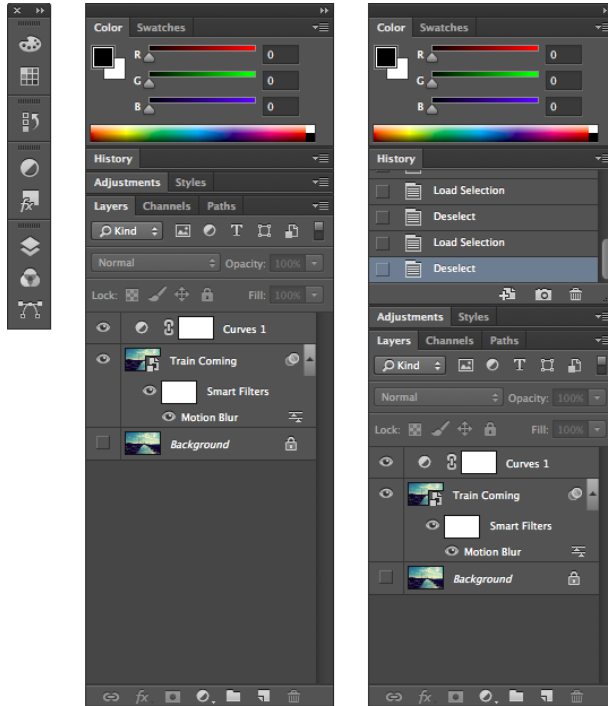 Color Swatches
R 0
G 0
B 0
History
Adjustments Styles
Layers Channels Paths
Kind T
Normal Opacity: 100%
Lock: Fill: 100%
Curves 1
Train Coming
Smart Filters
Motion Blur
Background
fx
Color Swatches
R 0
G 0
B 0
History
Load Selection
Deselect
Load Selection
Deselect
Adjustments Styles
Layers Channels Paths
Kind T
Normal Opacity: 100%
Lock: Fill: 100%
Curves 1
Train Coming
Smart Filters
Motion Blur
Background
fx
fx